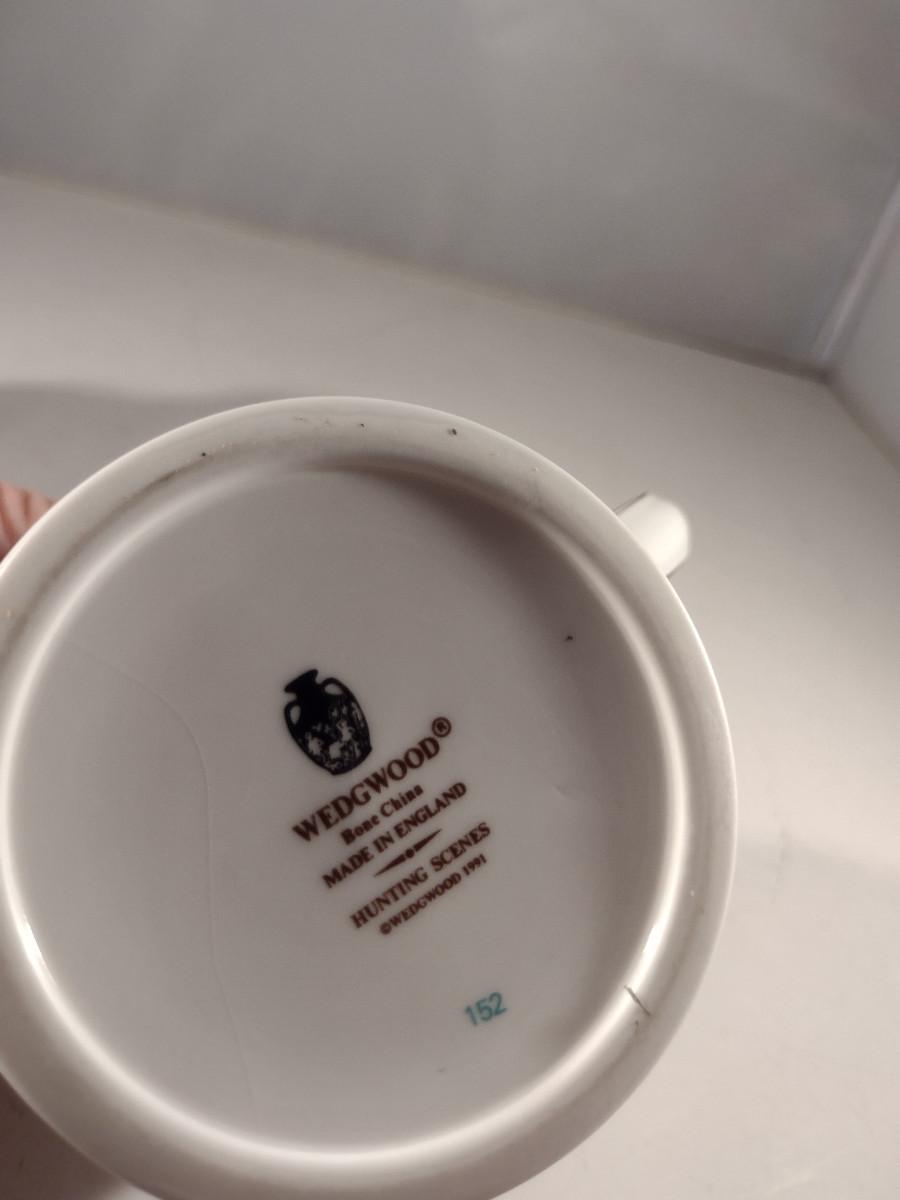 WEDGWOOD®
Bone China
MADE IN ENGLAND
HUNTING SCENES
©WEDGWOOD 1991
152